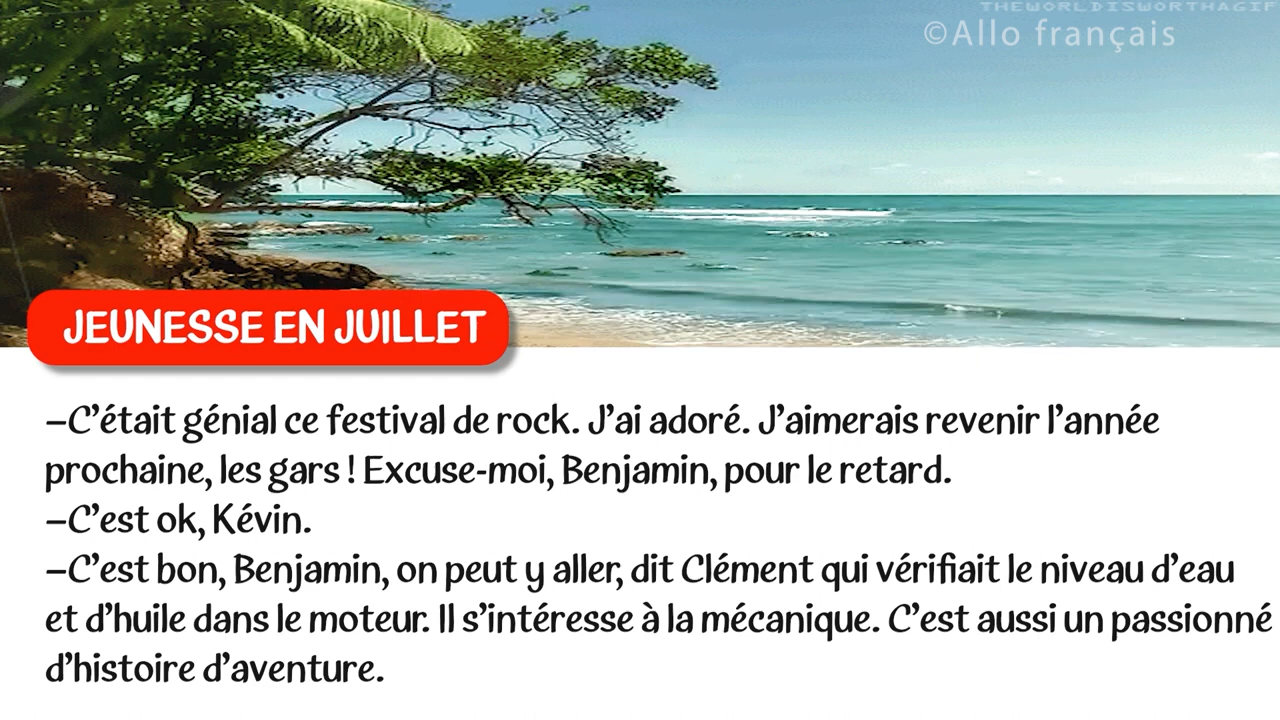 THEWORLDISWORTHAGIF
©Allo français
JEUNESSE EN JUILLET
–C’était génial ce festival de rock. J’ai adoré. J’aimerais revenir l’année
prochaine, les gars ! Excuse-moi, Benjamin, pour le retard.
–C’est ok, Kévin.
–C’est bon, Benjamin, on peut y aller, dit Clément qui vérifiait le niveau d’eau
et d’huile dans le moteur. Il s’intéresse à la mécanique. C’est aussi un passionné
d’histoire d’aventure.